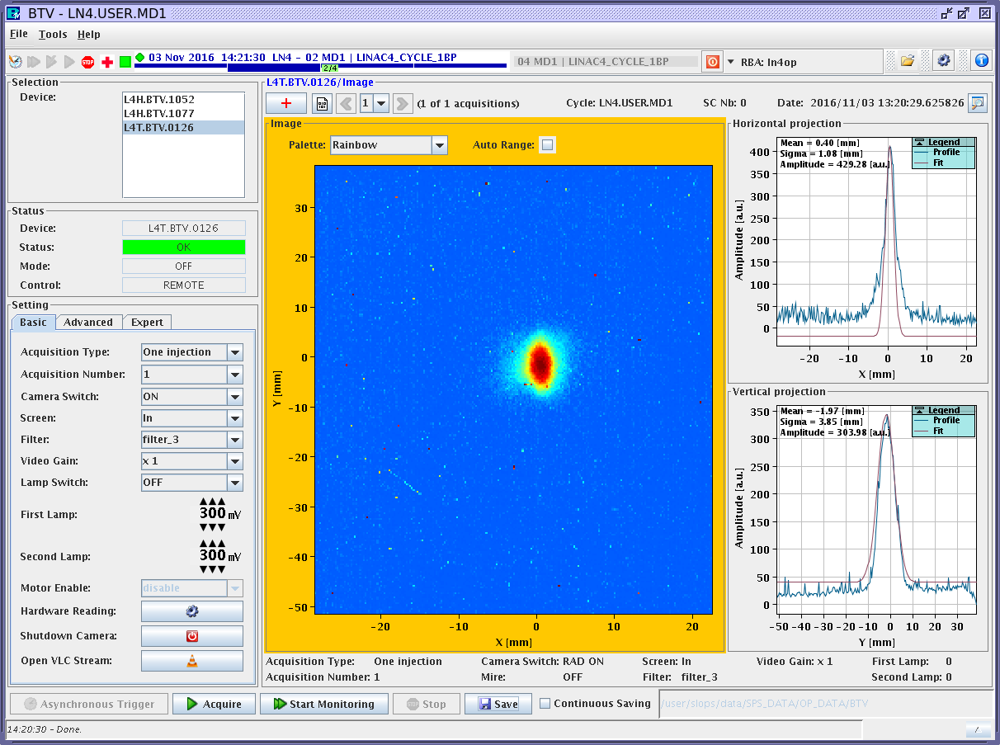 BTV - LN4.USER.MD1
File Tools Help
STOP
03 Nov 2016 14:21:30 LN4 - 02 MD1 | LINAC4_CYCLE_1BP
2/4
04 MD1 | LINAC4_CYCLE_1BP
RBA: ln4op
Selection
Device:
L4H.BTV.1052
L4H.BTV.1077
L4T.BTV.0126
Status
Device: L4T.BTV.0126
Status: OK
Mode: OFF
Control: REMOTE
Setting
Basic Advanced Expert
Acquisition Type: One injection
Acquisition Number: 1
Camera Switch: ON
Screen: In
Filter: filter_3
Video Gain: x 1
Lamp Switch: OFF
First Lamp: 300 mV
Second Lamp: 300 mV
Motor Enable: disable
Hardware Reading:
Shutdown Camera:
Open VLC Stream:
L4T.BTV.0126/Image
1 (1 of 1 acquisitions) Cycle: LN4.USER.MD1 SC Nb: 0 Date: 2016/11/03 13:20:29.625826
Image
Palette: Rainbow Auto Range:
30
20
10
0
-10
-20
-30
-40
-50
Y [mm]
-20 -10 0 10 20
X [mm]
Horizontal projection
Mean = 0.40 [mm]
Sigma = 1.08 [mm]
Amplitude = 429.28 [a.u.]
Legend
Profile
Fit
400
350
300
250
200
150
100
50
0
Amplitude [a.u.]
-20 -10 0 10 20
X [mm]
Vertical projection
Mean = -1.97 [mm]
Sigma = 3.85 [mm]
Amplitude = 303.98 [a.u.]
Legend
Profile
Fit
350
300
250
200
150
100
50
0
Amplitude [a.u.]
-50 -40 -30 -20 -10 0 10 20 30
Y [mm]
Acquisition Type: One injection Camera Switch: RAD ON Screen: In Video Gain: x 1 First Lamp: 0
Acquisition Number: 1 Mire: OFF Filter: filter_3 Second Lamp: 0
Asynchronous Trigger Acquire Start Monitoring Stop Save Continuous Saving /user/slops/data/SPS_DATA/OP_DATA/BTV
14:20:30 - Done.